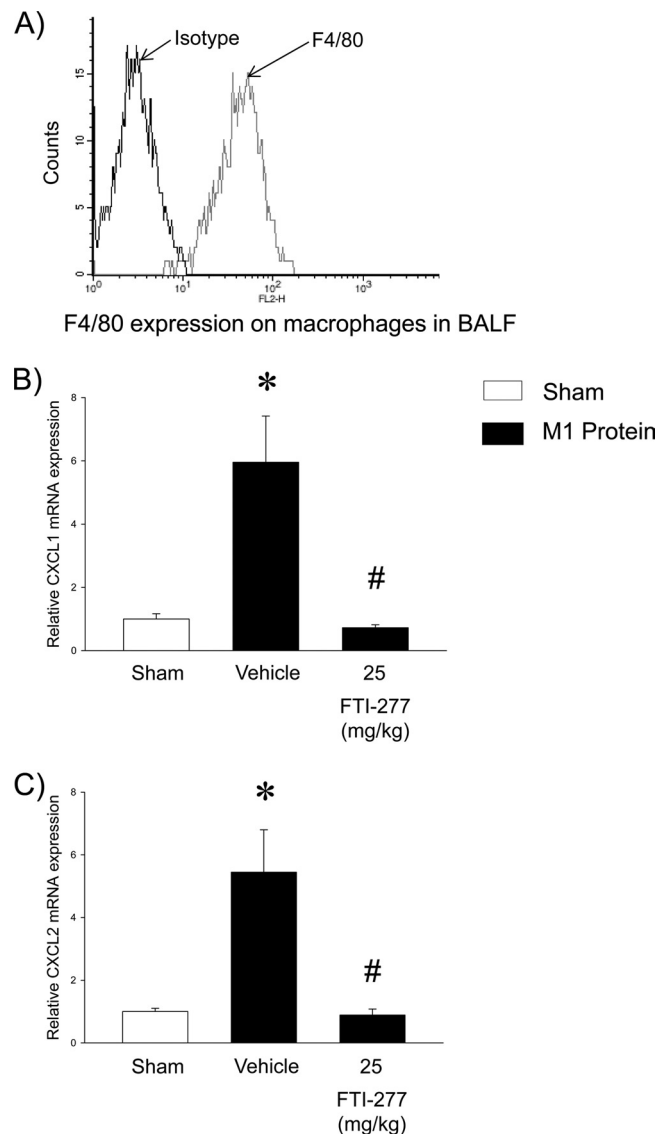 A)
Isotype
F4/80
Counts
15
10
5
0
10^0 10^1 10^2 10^3
FL2-H
F4/80 expression on macrophages in BALF
B)
Sham
M1 Protein
Relative CXCL1 mRNA expression
8
6
4
2
0
*
#
Sham Vehicle 25
FTI-277
(mg/kg)
C)
Relative CXCL2 mRNA expression
8
6
4
2
0
*
#
Sham Vehicle 25
FTI-277
(mg/kg)